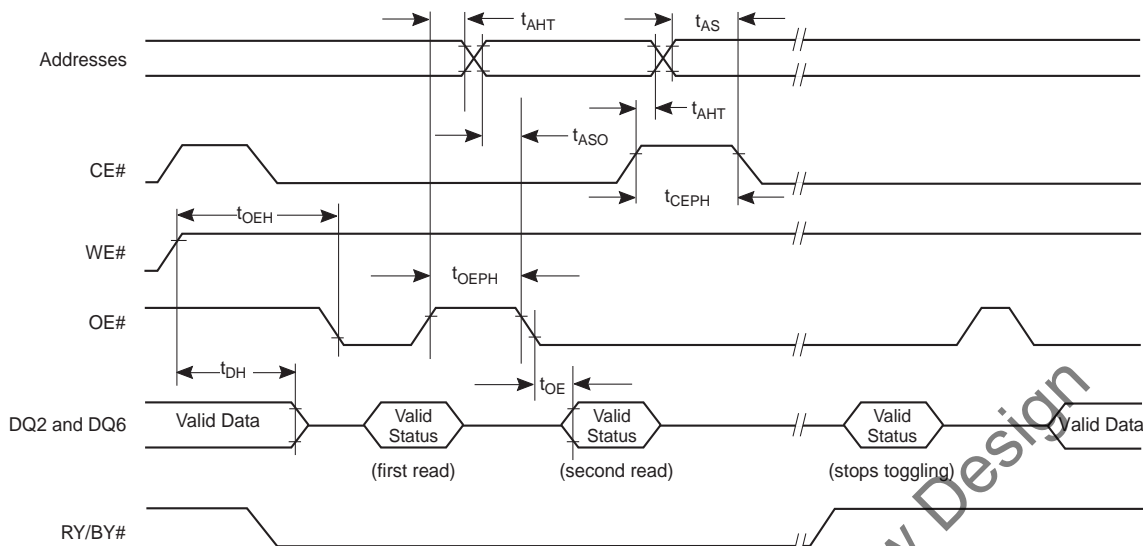 tAHT
tAS
Addresses
tAHT
tASO
CE#
tCEPH
tOEH
WE#
tOEPH
OE#
tDH
tOE
DQ2 and DQ6
Valid Data
Valid
Status
Valid
Status
Valid
Status
Valid Data
(first read)
(second read)
(stops toggling)
RY/BY#
w Design